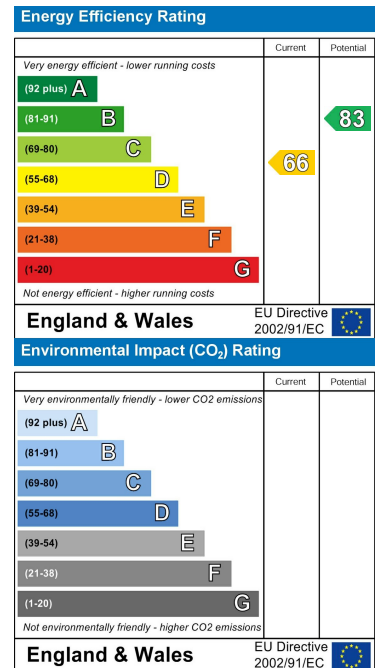 Energy Efficiency Rating
Current Potential
Very energy efficient - lower running costs
(92 plus) A
(81-91) B
83
(69-80) C
66
(55-68) D
(39-54) E
(21-38) F
(1-20) G
Not energy efficient - higher running costs
England & Wales
EU Directive
2002/91/EC
Environmental Impact (CO2) Rating
Current Potential
Very environmentally friendly - lower CO2 emissions
(92 plus) A
(81-91) B
(69-80) C
(55-68) D
(39-54) E
(21-38) F
(1-20) G
Not environmentally friendly - higher CO2 emissions
England & Wales
EU Directive
2002/91/EC